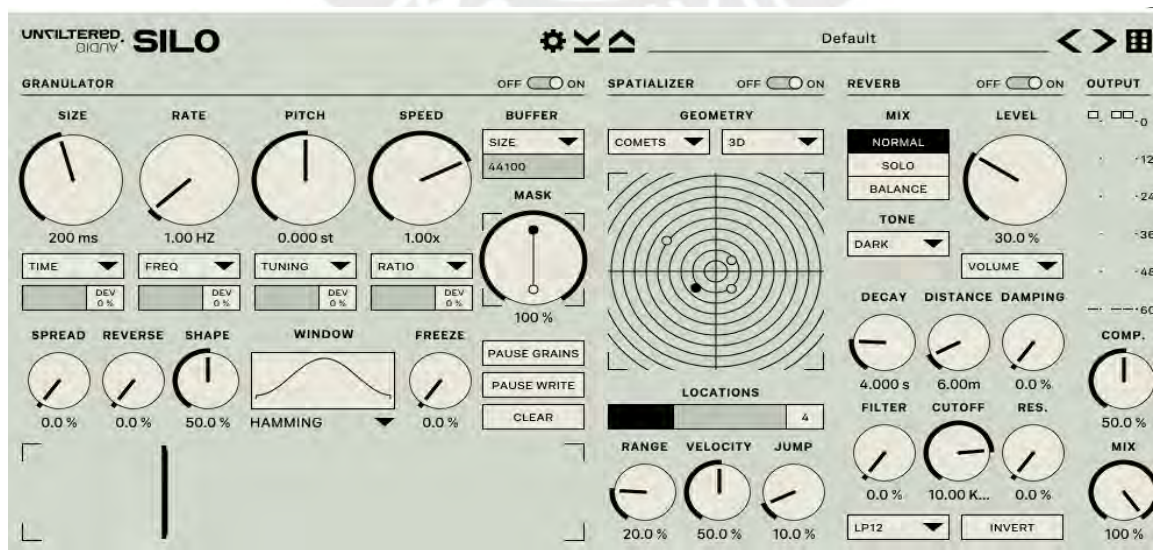 UNFILTERED AUDIO. SILO
Default
GRANULATOR OFF ON
SIZE RATE PITCH SPEED BUFFER
SIZE
44100
MASK
200 ms 1.00 HZ 0.000 st 1.00x
TIME FREQ TUNING RATIO
DEV 0 % DEV 0 % DEV 0 % DEV 0 %
100 %
SPREAD REVERSE SHAPE WINDOW FREEZE
PAUSE GRAINS
PAUSE WRITE
CLEAR
0.0 % 0.0 % 50.0 % HAMMING 0.0 %
SPATIALIZER OFF ON
GEOMETRY
COMETS 3D
LOCATIONS
4
RANGE VELOCITY JUMP
20.0 % 50.0 % 10.0 %
REVERB OFF ON
MIX LEVEL
NORMAL
SOLO
BALANCE
TONE
30.0 %
DARK
VOLUME
DECAY DISTANCE DAMPING
4.000 s 6.00m 0.0 %
FILTER CUTOFF RES.
0.0 % 10.00 K... 0.0 %
LP12 INVERT
OUTPUT
-0
-12
-24
-36
-48
-60
COMP.
50.0 %
MIX
100 %